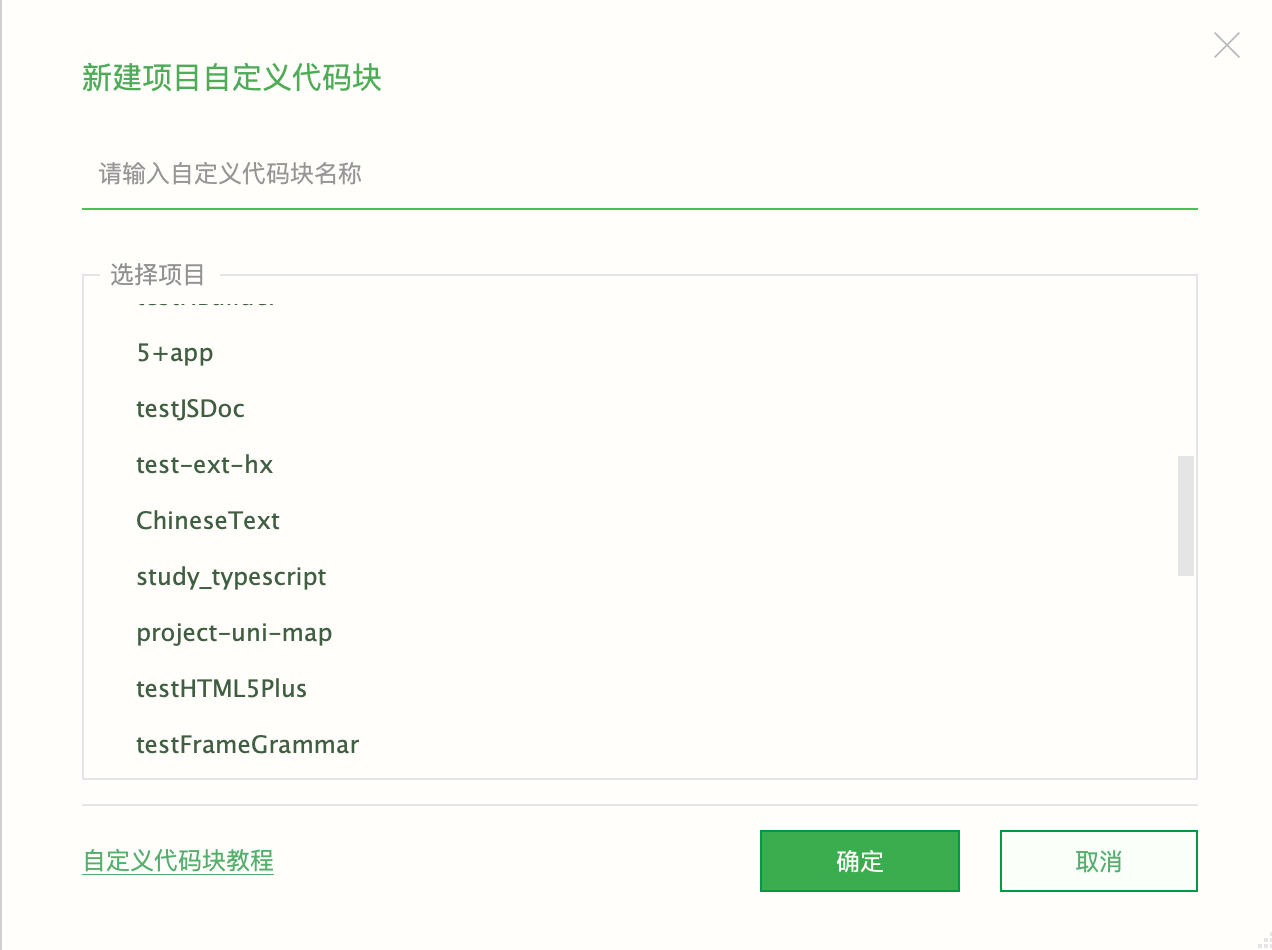 新建项目自定义代码块
请输入自定义代码块名称
选择项目
5+app
testJSDoc
test-ext-hx
ChineseText
study_typescript
project-uni-map
testHTML5Plus
testFrameGrammar
自定义代码块教程
确定
取消